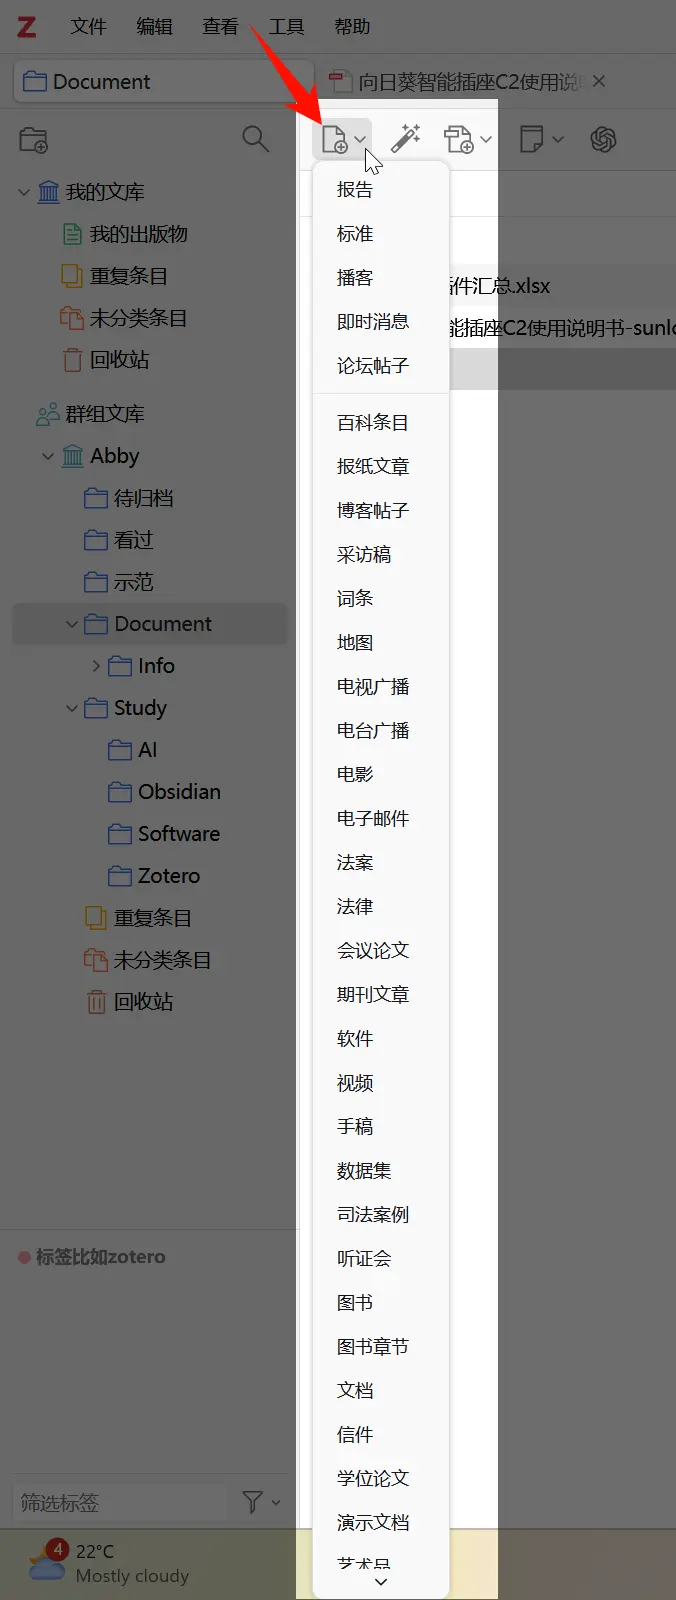 Z 文件 编辑 查看 工具 帮助
Document 向日葵智能插座C2使用说
我的文库
我的出版物
重复条目
未分类条目
回收站
群组文库
Abby
待归档
看过
示范
Document
Info
Study
AI
Obsidian
Software
Zotero
重复条目
未分类条目
回收站
标签比如zotero
筛选标签
4 22°C
Mostly cloudy
报告
标准
播客
即时消息
论坛帖子
百科条目
报纸文章
博客帖子
采访稿
词条
地图
电视广播
电台广播
电影
电子邮件
法案
法律
会议论文
期刊文章
软件
视频
手稿
数据集
司法案例
听证会
图书
图书章节
文档
信件
学位论文
演示文档
艺术品
件汇总.xlsx
能插座C2使用说明书-sunlo